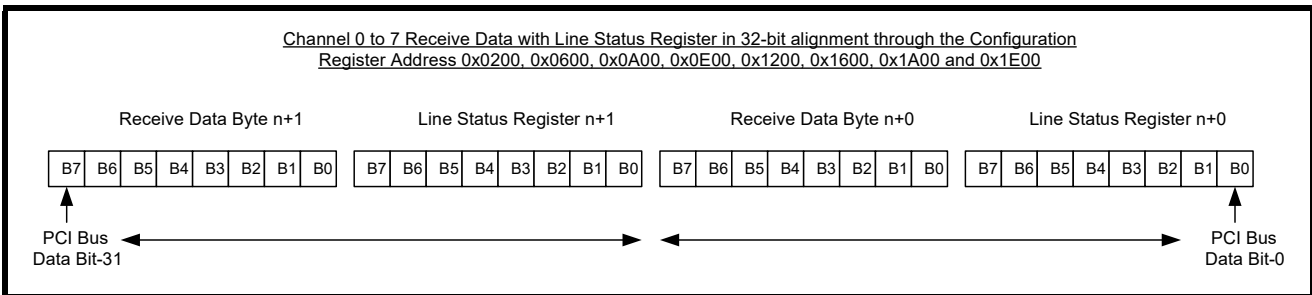 Channel 0 to 7 Receive Data with Line Status Register in 32-bit alignment through the Configuration
Register Address 0x0200, 0x0600, 0x0A00, 0x0E00, 0x1200, 0x1600, 0x1A00 and 0x1E00
Receive Data Byte n+1 Line Status Register n+1 Receive Data Byte n+0 Line Status Register n+0
B7 B6 B5 B4 B3 B2 B1 B0 B7 B6 B5 B4 B3 B2 B1 B0 B7 B6 B5 B4 B3 B2 B1 B0 B7 B6 B5 B4 B3 B2 B1 B0
PCI Bus PCI Bus
Data Bit-31 Data Bit-0